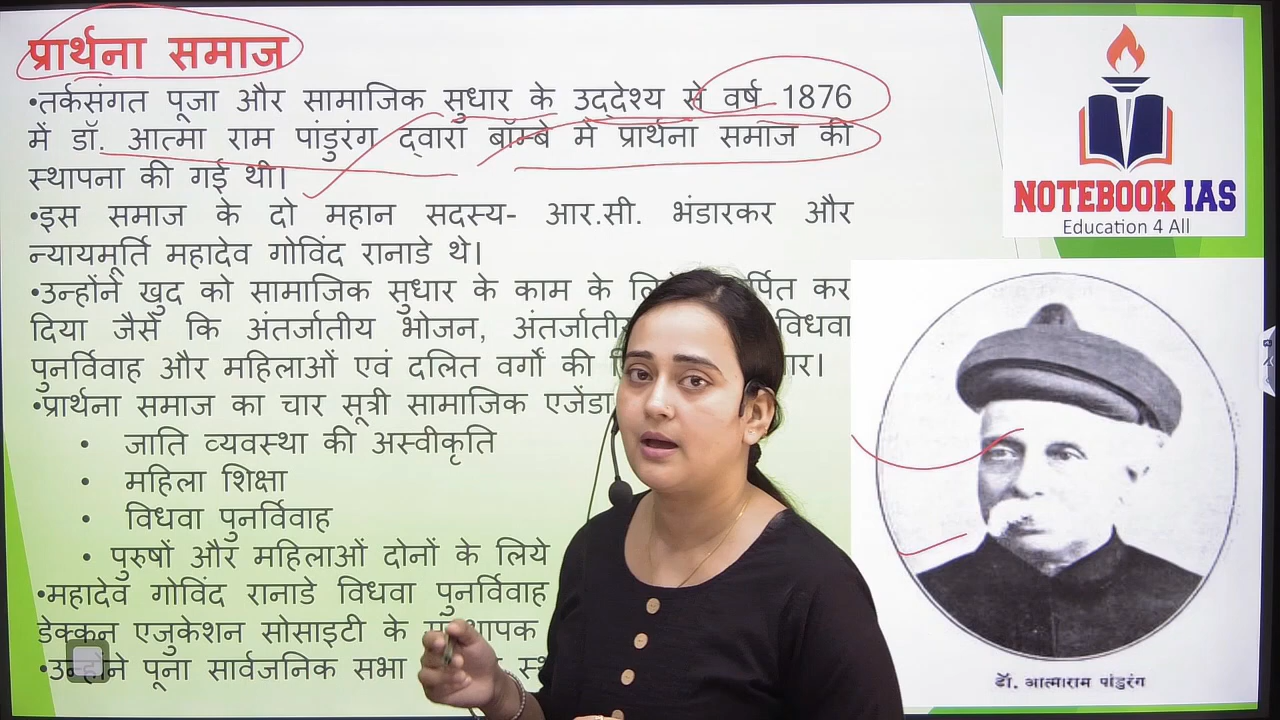 प्रार्थना समाज
•तर्कसंगत पूजा और सामाजिक सुधार के उद्देश्य से वर्ष 1876
में डॉ. आत्मा राम पांडुरंग द्वारा बॉम्बे में प्रार्थना समाज की
स्थापना की गई थी।
•इस समाज के दो महान सदस्य- आर.सी. भंडारकर और
न्यायमूर्ति महादेव गोविंद रानाडे थे।
•उन्होंने खुद को सामाजिक सुधार के काम के कर
दिया जैसे कि अंतर्जातीय भोजन, विधवा
पुनर्विवाह और महिलाओं एवं दलित वर्गों की
•प्रार्थना समाज का चार सूत्री सामाजिक एजेंडा
• जाति व्यवस्था की अस्वीकृति
• महिला शिक्षा
• विधवा पुनर्विवाह
• पुरुषों और महिलाओं दोनों के लिये
•महादेव गोविंद रानाडे विधवा पुनर्विवाह
डेक्कन एजुकेशन सोसाइटी के
•उन्होंने पूना सार्वजनिक सभा
NOTEBOOK IAS
Education 4 All
डॉ. आत्माराम पांडुरंग